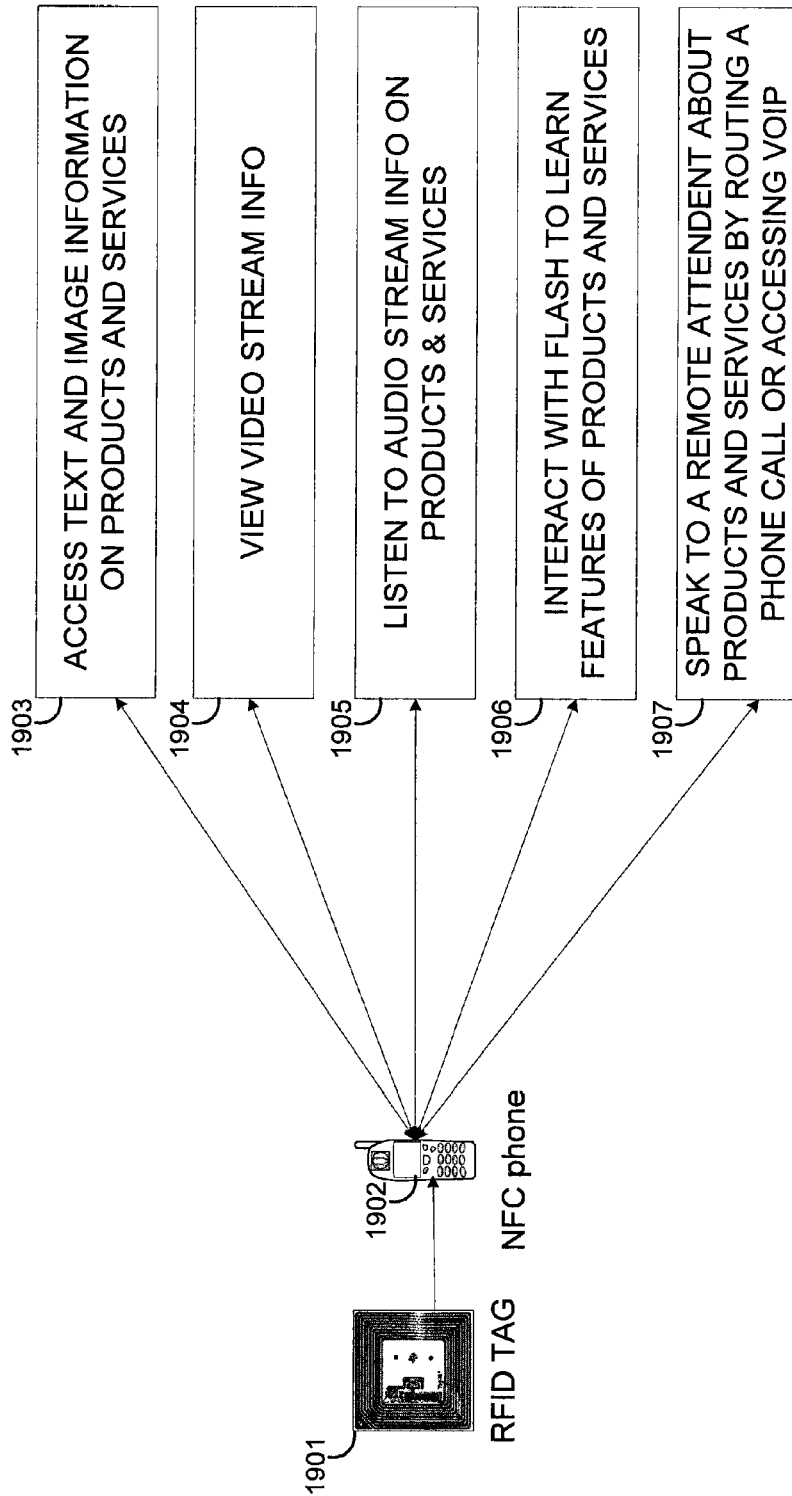 1901
RFID TAG
1902
NFC phone
1903
ACCESS TEXT AND IMAGE INFORMATION
ON PRODUCTS AND SERVICES
1904
VIEW VIDEO STREAM INFO
1905
LISTEN TO AUDIO STREAM INFO ON
PRODUCTS & SERVICES
1906
INTERACT WITH FLASH TO LEARN
FEATURES OF PRODUCTS AND SERVICES
1907
SPEAK TO A REMOTE ATTENDENT ABOUT
PRODUCTS AND SERVICES BY ROUTING A
PHONE CALL OR ACCESSING VOIP